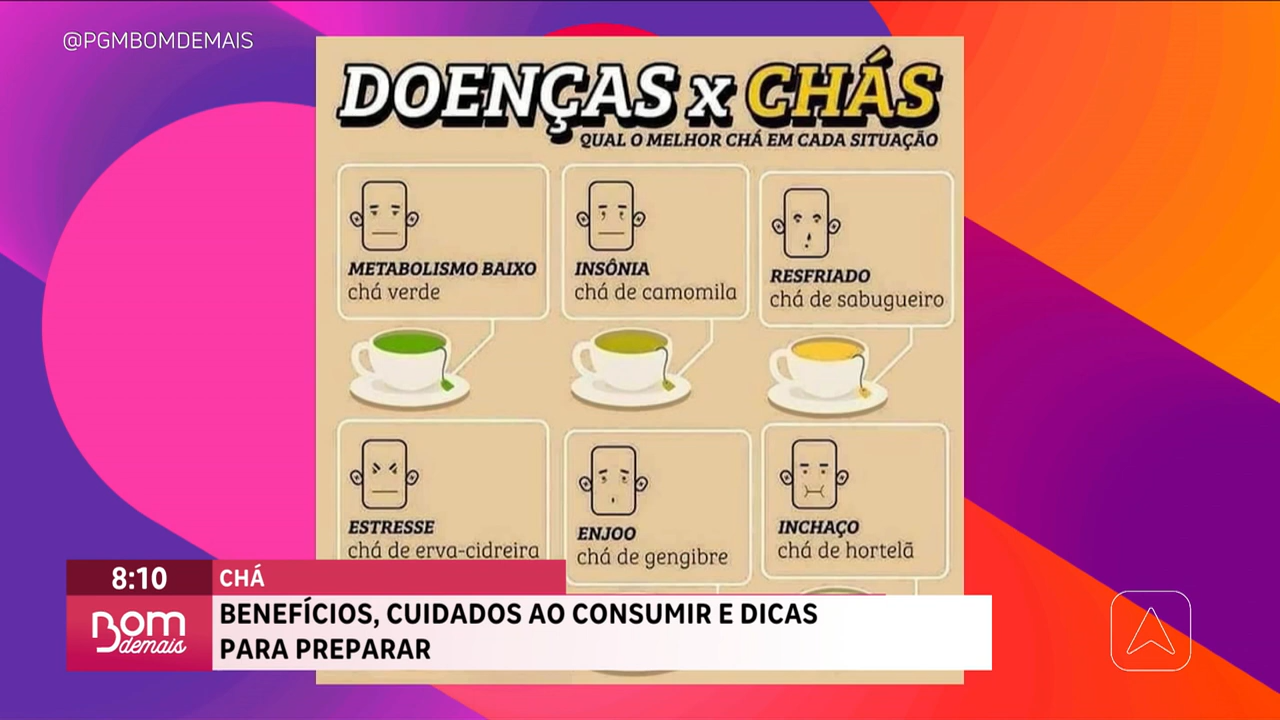 @PGMBOMDEMAIS
DOENÇAS x CHÁS
QUAL O MELHOR CHÁ EM CADA SITUAÇÃO
METABOLISMO BAIXO
chá verde
INSÔNIA
chá de camomila
RESFRIADO
chá de sabugueiro
ESTRESSE
chá de erva-cidreira
ENJOO
chá de gengibre
INCHAÇO
chá de hortelã
8:10
CHÁ
Bom
demais
BENEFÍCIOS, CUIDADOS AO CONSUMIR E DICAS
PARA PREPARAR